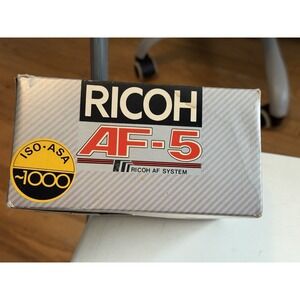 RICOH
AF-5
RICOH AF SYSTEM
ISO·ASA
~1000